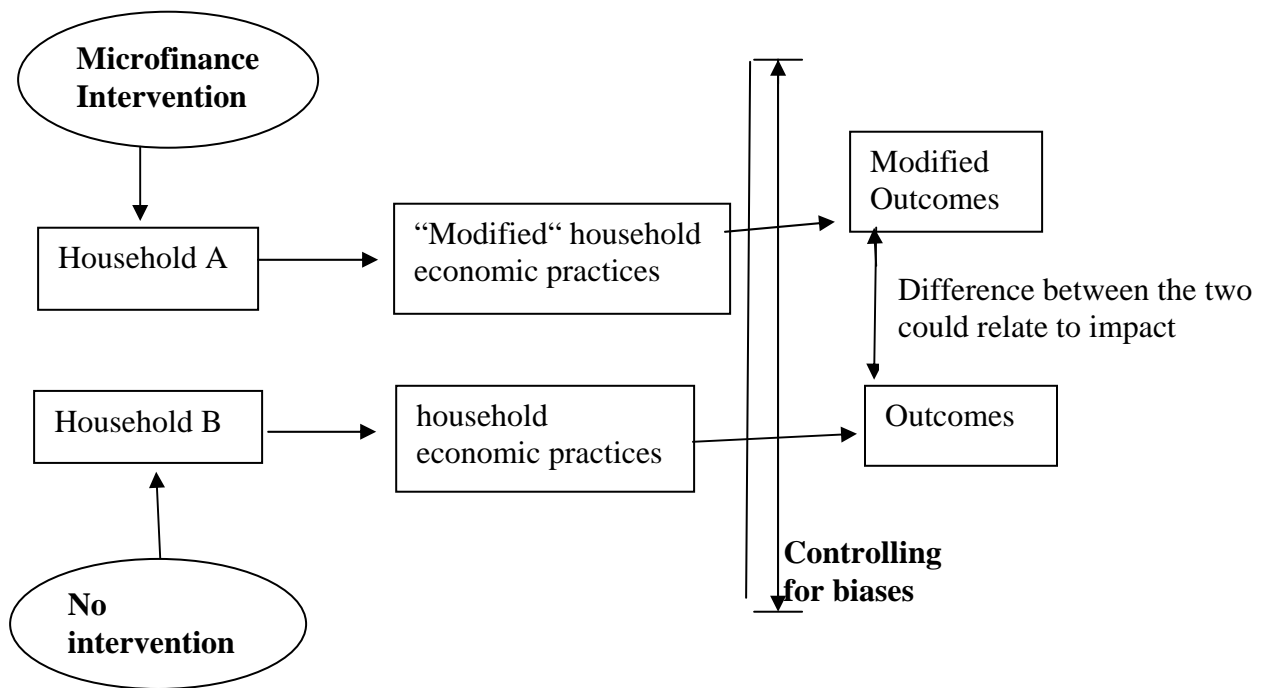 Microfinance
Intervention
Household A
“Modified“ household
economic practices
Modified
Outcomes
Difference between the two
could relate to impact
Household B
household
economic practices
Outcomes
Controlling
for biases
No
intervention